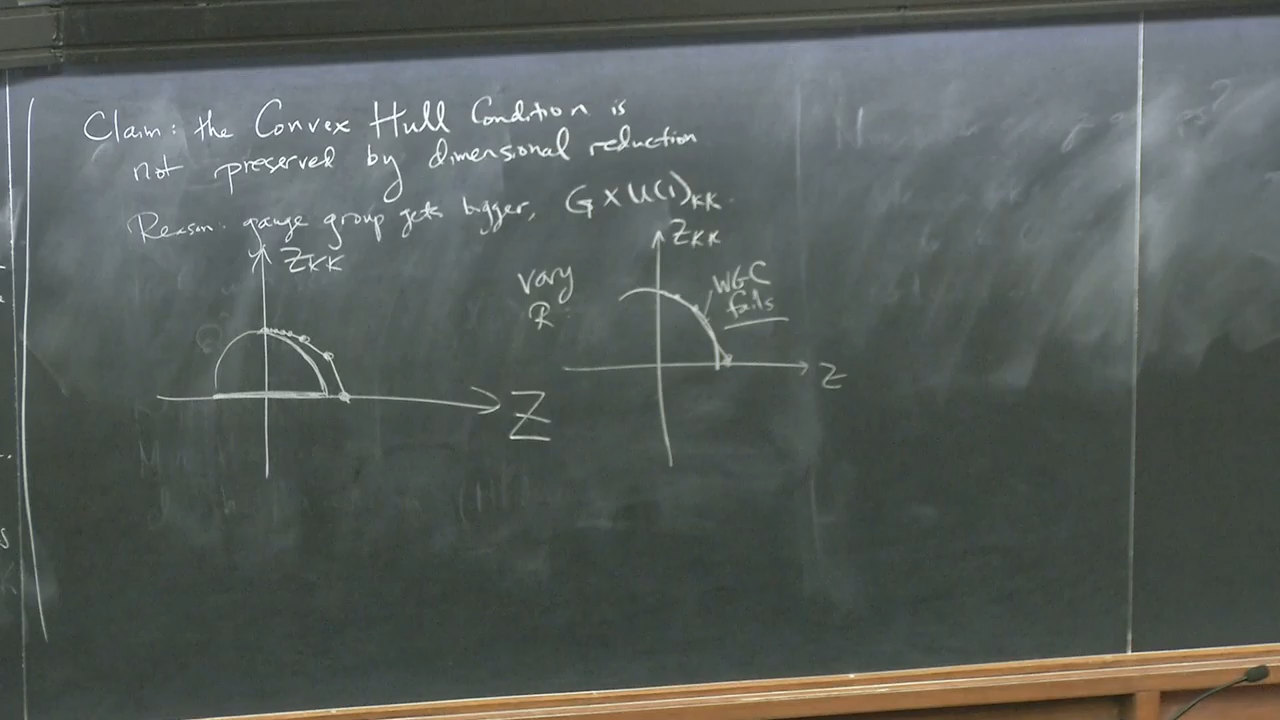 Claim: the Convex Hull Condition is
not preserved by dimensional reduction
Reason: gauge group gets bigger, G X U(1)KK.
ZKK
Z
vary
R:
ZKK
WGC
fails
Z